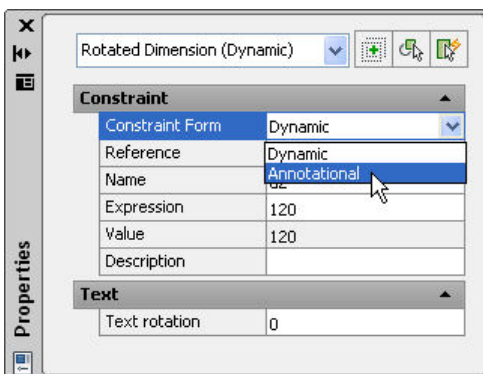 Rotated Dimension (Dynamic)
Constraint
Constraint Form Dynamic
Reference Dynamic
Annotational
Name
Expression 120
Value 120
Description
Text
Text rotation 0
Properties